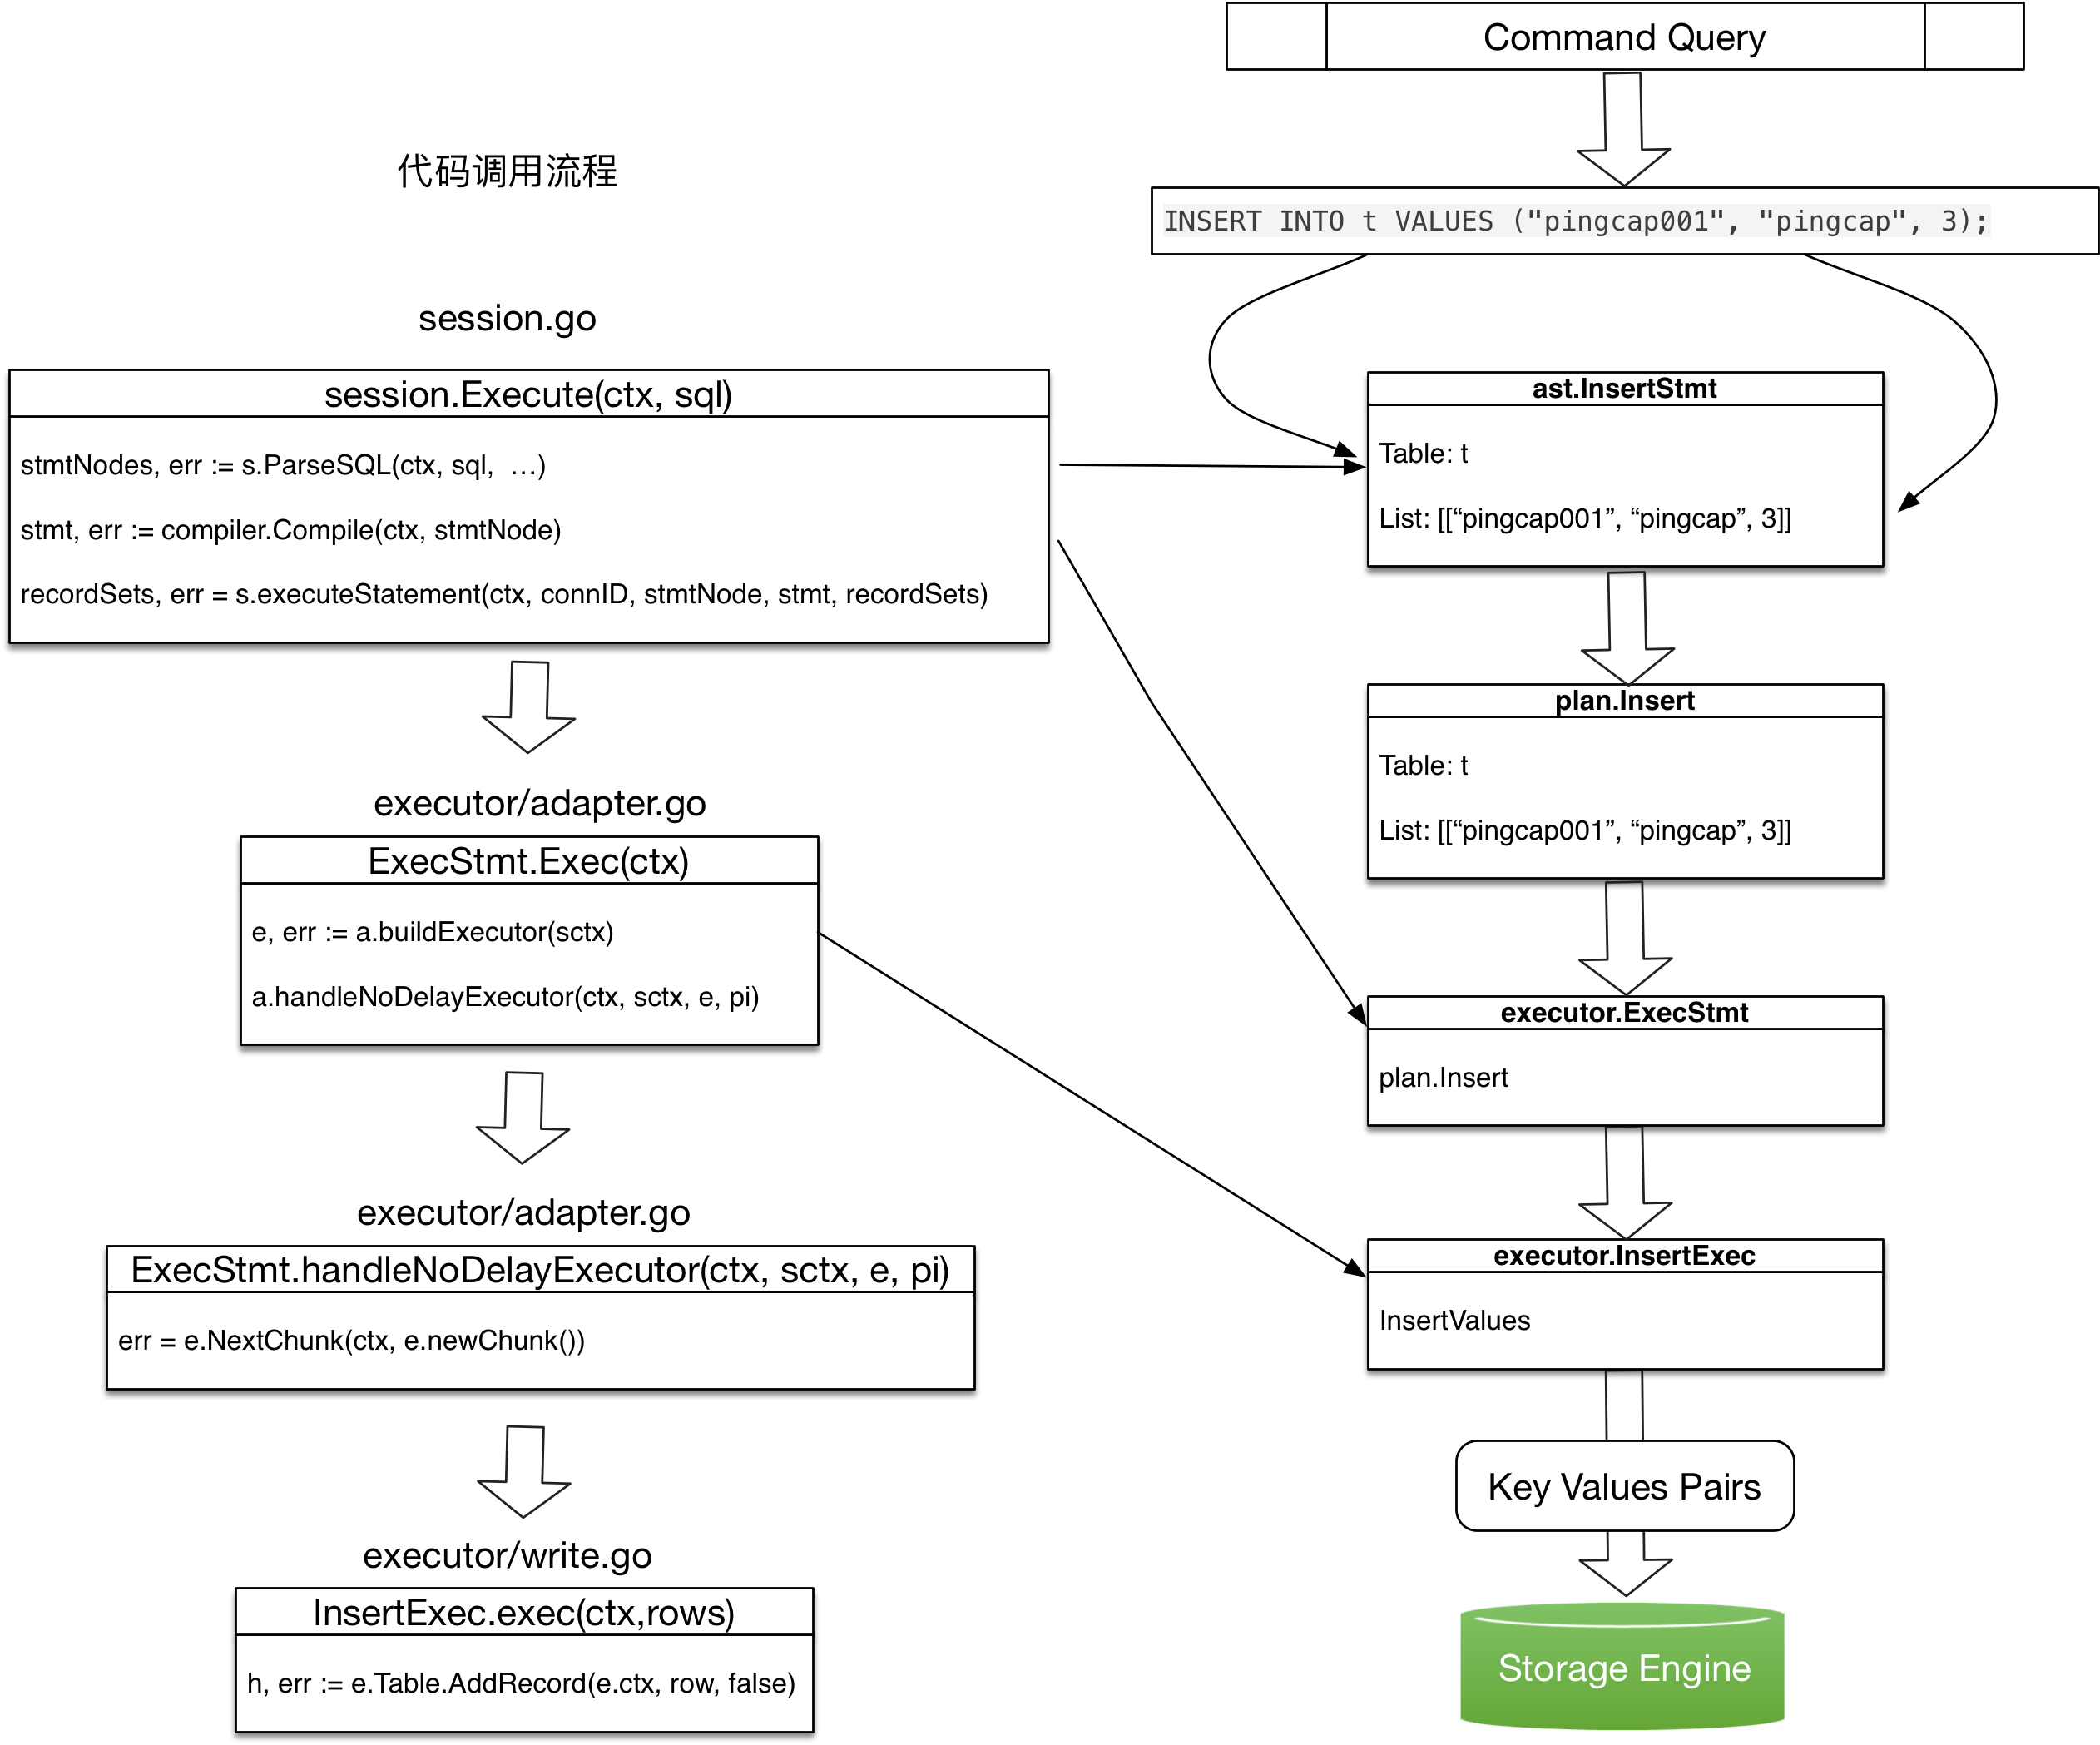 代码调用流程
session.go
session.Execute(ctx, sql)
stmtNodes, err := s.ParseSQL(ctx, sql,  …)
stmt, err := compiler.Compile(ctx, stmtNode)
recordSets, err = s.executeStatement(ctx, connID, stmtNode, stmt, recordSets)
executor/adapter.go
ExecStmt.Exec(ctx)
e, err := a.buildExecutor(sctx)
a.handleNoDelayExecutor(ctx, sctx, e, pi)
executor/adapter.go
ExecStmt.handleNoDelayExecutor(ctx, sctx, e, pi)
err = e.NextChunk(ctx, e.newChunk())
executor/write.go
InsertExec.exec(ctx,rows)
h, err := e.Table.AddRecord(e.ctx, row, false)
Command Query
INSERT INTO t VALUES ("pingcap001", "pingcap", 3);
ast.InsertStmt
Table: t
List: [[“pingcap001”, “pingcap”, 3]]
plan.Insert
Table: t
List: [[“pingcap001”, “pingcap”, 3]]
executor.ExecStmt
plan.Insert
executor.InsertExec
InsertValues
Key Values Pairs
Storage Engine